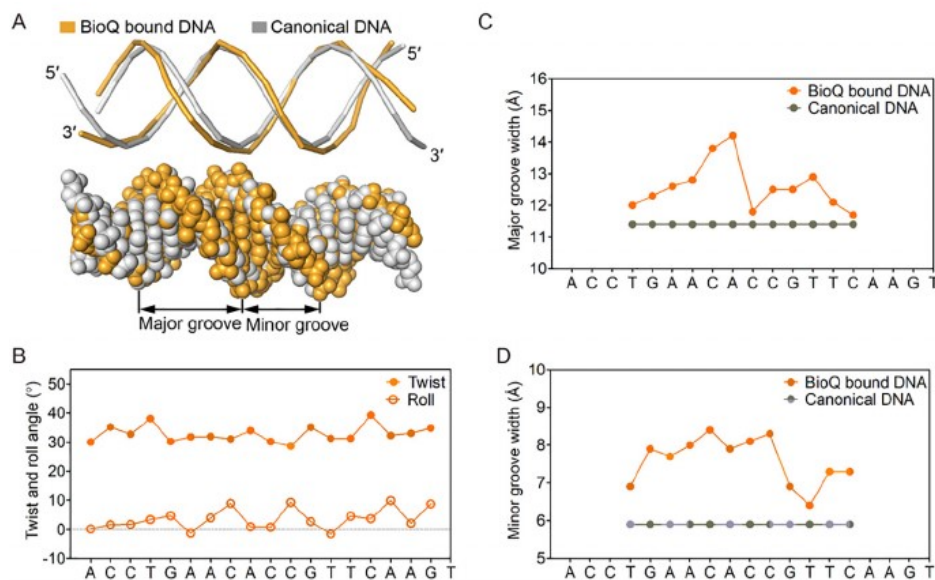 A
BioQ bound DNA
Canonical DNA
5′
5′
3′
3′
Major groove
Minor groove
B
Twist and roll angle (°)
50
40
30
20
10
0
-10
Twist
Roll
A C C T G A A C A C C G T T C A A G T
C
Major groove width (Å)
16
15
14
13
12
11
10
BioQ bound DNA
Canonical DNA
A C C T G A A C A C C G T T C A A G T
D
Minor groove width (Å)
10
9
8
7
6
5
BioQ bound DNA
Canonical DNA
A C C T G A A C A C C G T T C A A G T